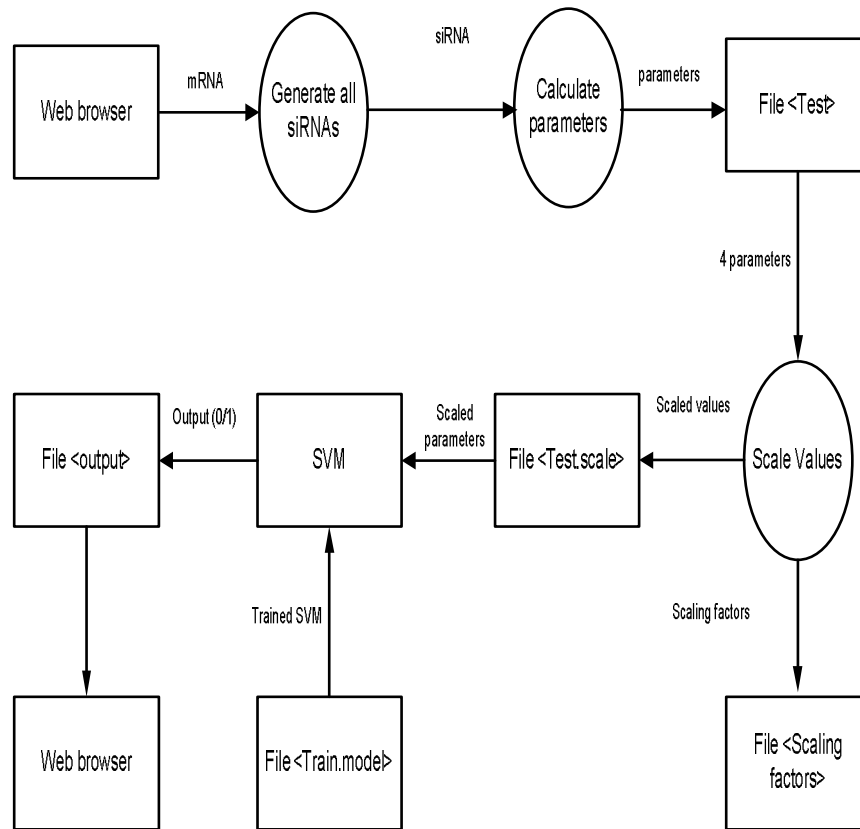 siRNA
mRNA
parameters
Web browser
Generate all
siRNAs
Calculate
parameters
File <Test>
4 parameters
Output (0/1)
Scaled
parameters
Scaled values
File <output>
SVM
File <Test.scale>
Scale Values
Trained SVM
Scaling factors
Web browser
File <Train.model>
File <Scaling
factors>